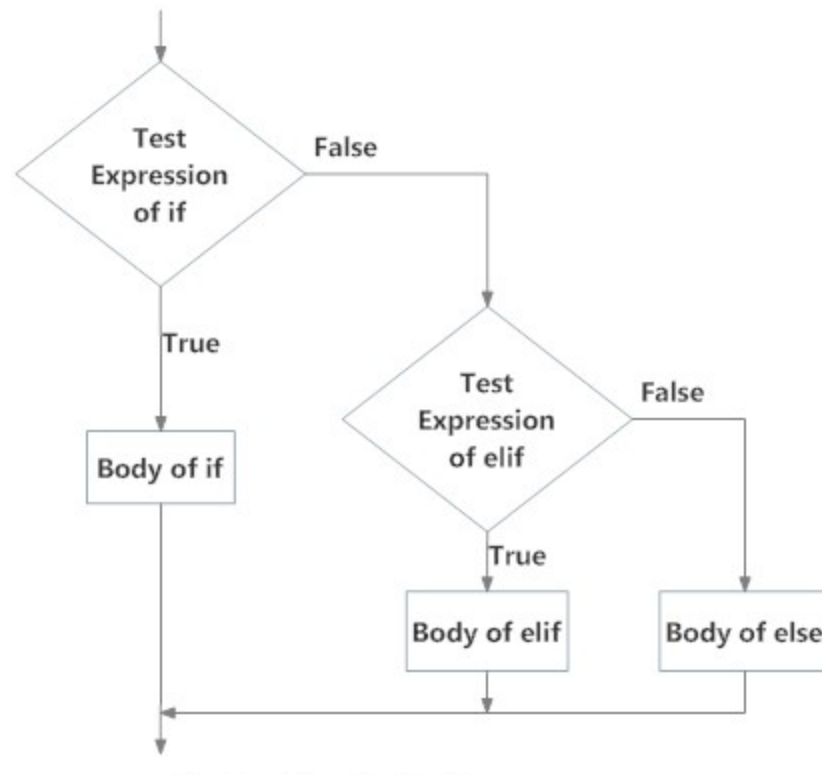 Test
Expression
of if
False
True
Body of if
Test
Expression
of elif
False
True
Body of elif
Body of else